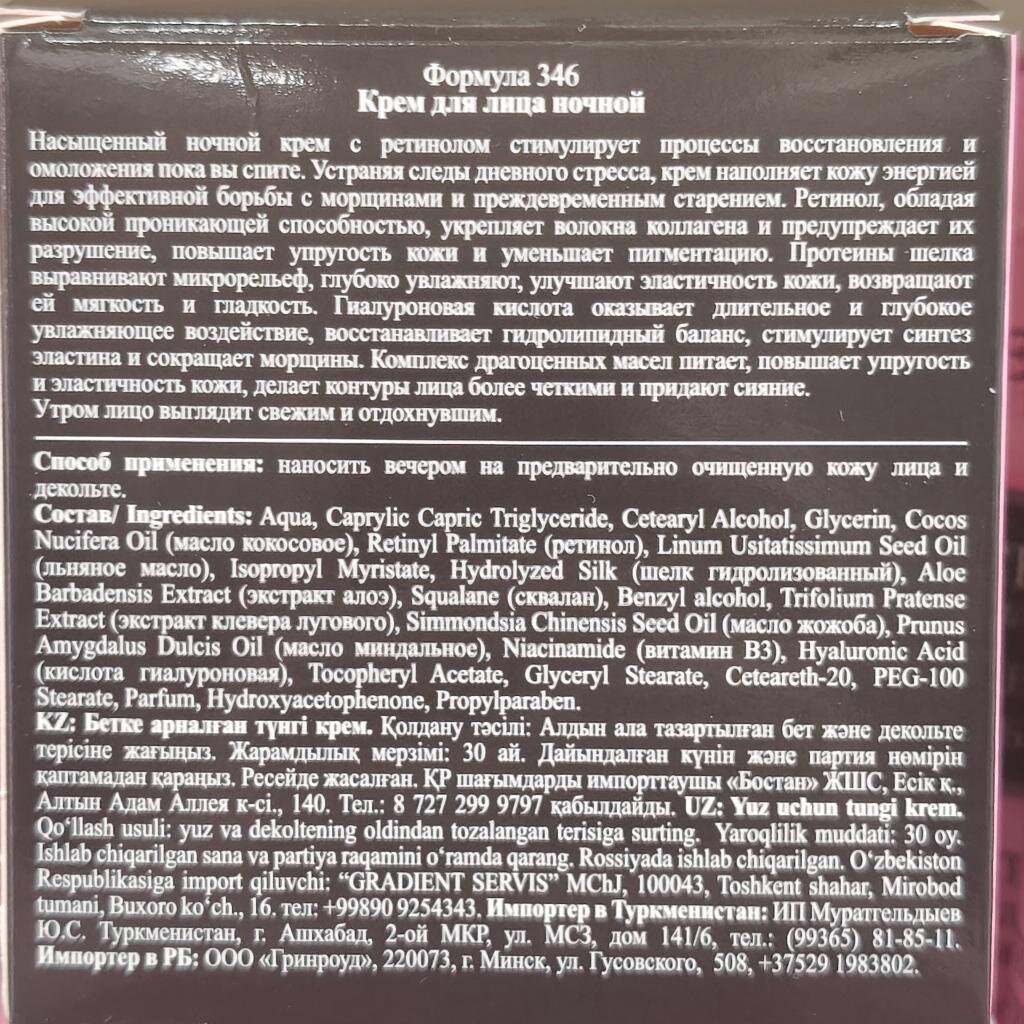 Формула 346
Крем для лица ночной
Насыщенный ночной крем с ретинолом стимулирует процессы восстановления и
омоложения пока вы спите. Устраняя следы дневного стресса, крем наполняет кожу энергией
для эффективной борьбы с морщинами и преждевременным старением. Ретинол, обладая
высокой проникающей способностью, укрепляет волокна коллагена и предупреждает их
разрушение, повышает упругость кожи и уменьшает пигментацию. Протеины шелка
выравнивают микрорельеф, глубоко увлажняют, улучшают эластичность кожи, возвращают
ей мягкость и гладкость. Гиалуроновая кислота оказывает длительное и глубокое
увлажняющее воздействие, восстанавливает гидролипидный баланс, стимулирует синтез
эластина и сокращает морщины. Комплекс драгоценных масел питает, повышает упругость
и эластичность кожи, делает контуры лица более четкими и придают сияние.
Утром лицо выглядит свежим и отдохнувшим.
Способ применения: наносить вечером на предварительно очищенную кожу лица и
декольте.
Состав/ Ingredients: Aqua, Caprylic Capric Triglyceride, Cetearyl Alcohol, Glycerin, Cocos
Nucifera Oil (масло кокосовое), Retinyl Palmitate (ретинол), Linum Usitatissimum Seed Oil
(льняное масло), Isopropyl Myristate, Hydrolyzed Silk (шелк гидролизованный), Aloe
Barbadensis Extract (экстракт алоэ), Squalane (сквалан), Benzyl alcohol, Trifolium Pratense
Extract (экстракт клевера лугового), Simmondsia Chinensis Seed Oil (масло жожоба), Prunus
Amygdalus Dulcis Oil (масло миндальное), Niacinamide (витамин В3), Hyaluronic Acid
(кислота гиалуроновая), Tocopheryl Acetate, Glyceryl Stearate, Ceteareth-20, PEG-100
Stearate, Parfum, Hydroxyacetophenone, Propylparaben.
KZ: Бетке арналған түнгі крем. Қолдану тәсілі: Алдын ала тазартылған бет және декольте
терісіне жағыңыз. Жарамдылық мерзімі: 30 ай. Дайындалған күнін және партия нөмірін
қаптамадан қараңыз. Ресейде жасалған. ҚР шағымдарды импорттаушы «Бостан» ЖШС, Есік қ.,
Алтын Адам Аллея к-сі., 140. Тел.: 8 727 299 9797 қабылдайды. UZ: Yuz uchun tungi krem.
Qo‘llash usuli: yuz va dekoltening oldindan tozalangan terisiga surting. Yaroqlilik muddati: 30 oy.
Ishlab chiqarilgan sana va partiya raqamini o‘ramda qarang. Rossiyada ishlab chiqarilgan. O‘zbekiston
Respublikasiga import qiluvchi: “GRADIENT SERVIS” MChJ, 100043, Toshkent shahar, Mirobod
tumani, Buxoro ko‘ch., 16. тел: +99890 9254343. Импортер в Туркменистан: ИП Муратгельдыев
Ю.С. Туркменистан, г. Ашхабад, 2-ой МКР, ул. МСЗ, дом 141/6, тел.: (99365) 81-85-11.
Импортер в РБ: ООО «Гринроуд», 220073, г. Минск, ул. Гусовского, 508, +37529 1983802.